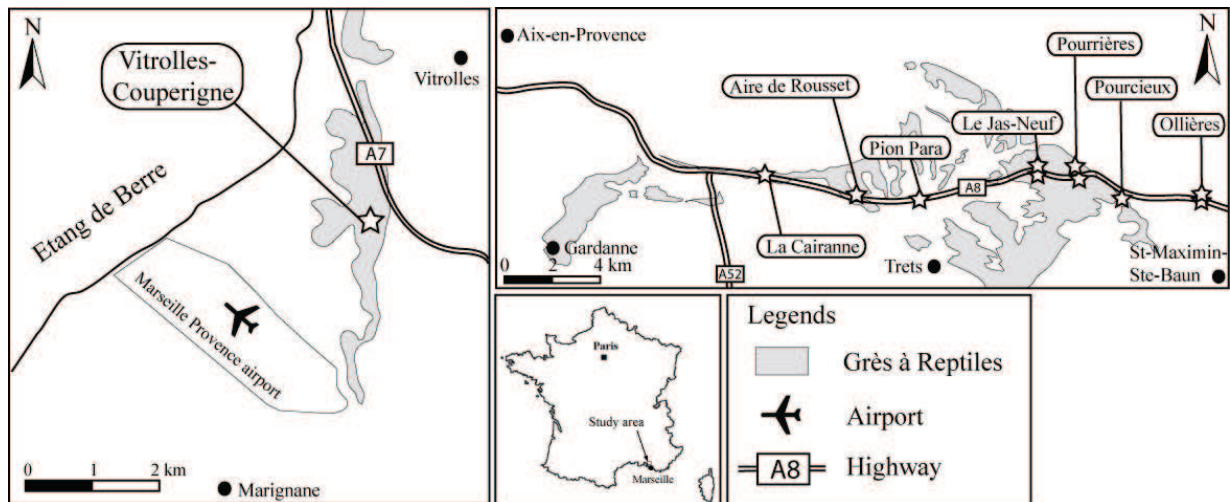 N
Vitrolles-
Couperigne
Vitrolles
A7
Etang de Berre
Marseille Provence airport
0 1 2 km
Marignane
N
Aix-en-Provence
Pourrières
Aire de Rousset
Pourcieux
Le Jas-Neuf
Ollières
Pion Para
A8
La Cairanne
Gardanne
0 2 4 km
A52
Trets
St-Maximin-
Ste-Baun
Paris
Study area
Marseille
Legends
Grès à Reptiles
Airport
A8
Highway